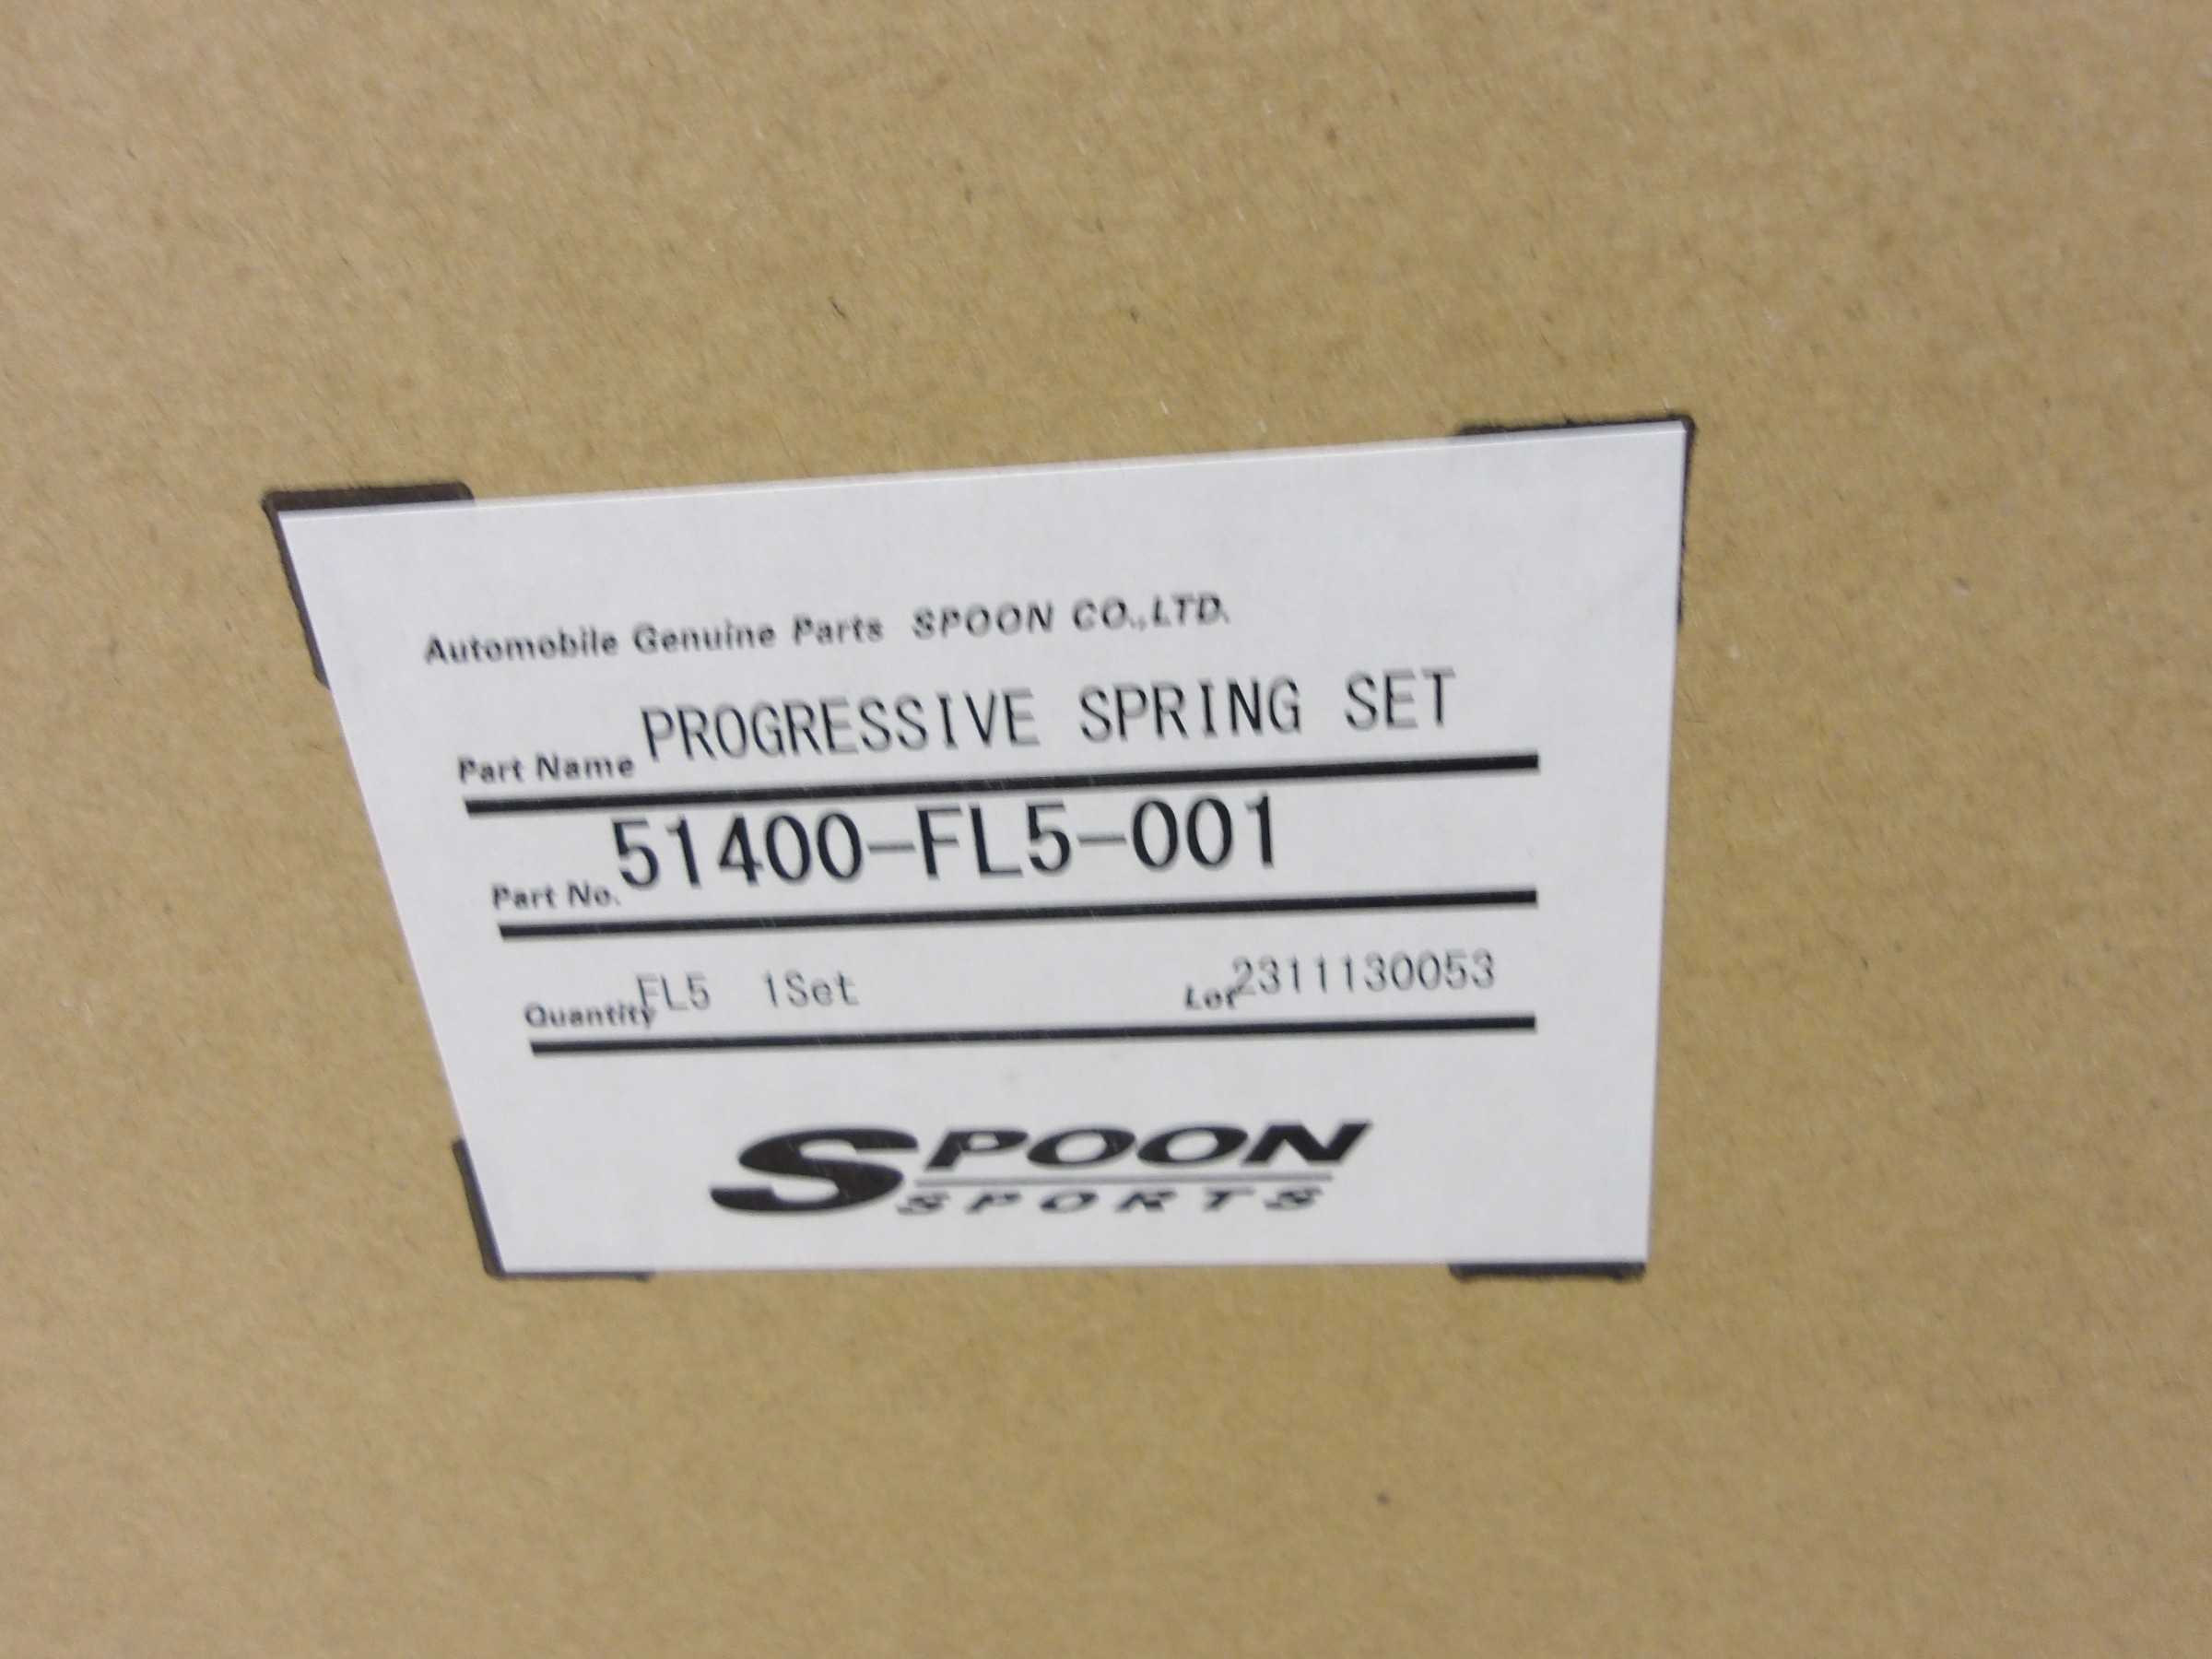 Automobile Genuine Parts SPOON CO.,LTD.
Part Name PROGRESSIVE SPRING SET
Part No. 51400-FL5-001
Quantity FL5 1Set Lot 2311130053
SPOON
SPORTS